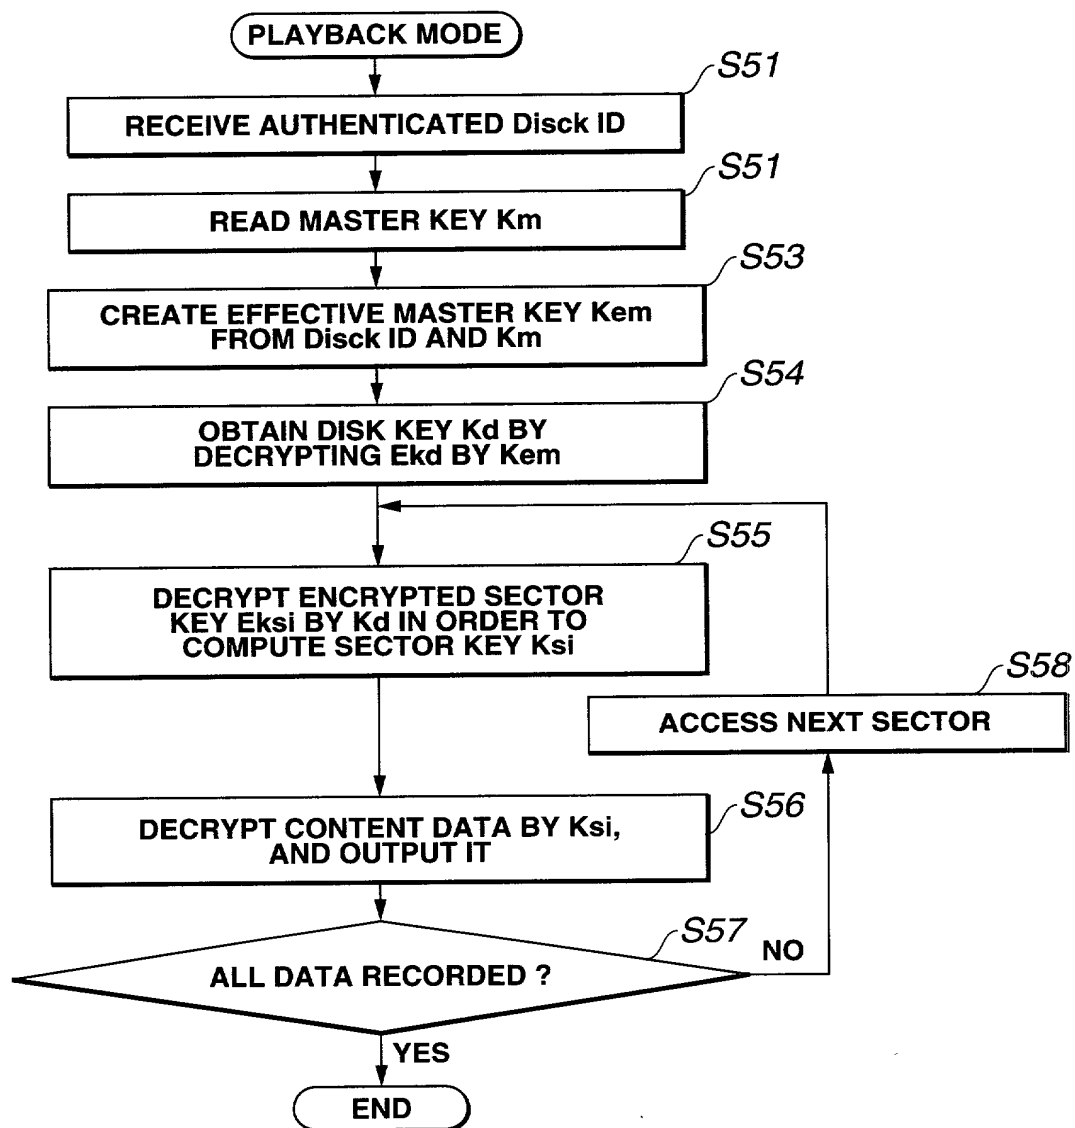 PLAYBACK MODE
S51
RECEIVE AUTHENTICATED Disck ID
S51
READ MASTER KEY Km
S53
CREATE EFFECTIVE MASTER KEY Kem
FROM Disck ID AND Km
S54
OBTAIN DISK KEY Kd BY
DECRYPTING Ekd BY Kem
S55
DECRYPT ENCRYPTED SECTOR
KEY Eksi BY Kd IN ORDER TO
COMPUTE SECTOR KEY Ksi
S58
ACCESS NEXT SECTOR
S56
DECRYPT CONTENT DATA BY Ksi,
AND OUTPUT IT
S57
ALL DATA RECORDED ?
NO
YES
END